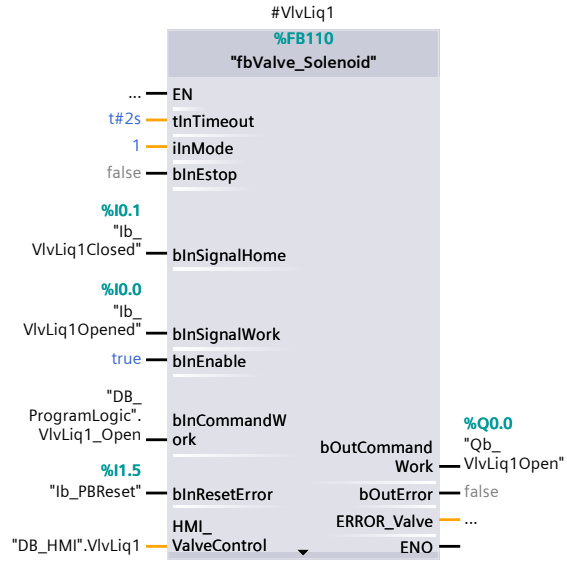 #VlvLiq1
%FB110
"fbValve_Solenoid"
... EN
t#2s tInTimeout
1 iInMode
false bInEstop
%I0.1
"Ib_
VlvLiq1Closed" bInSignalHome
%I0.0
"Ib_
VlvLiq1Opened" bInSignalWork
true bInEnable
"DB_
ProgramLogic".
VlvLiq1_Open
bInCommandW
ork
%I1.5
"Ib_PBReset" bInResetError
HMI_
"DB_HMI".VlvLiq1 ValveControl
%Q0.0
"Qb_
VlvLiq1Open"
bOutCommand
Work
bOutError false
ERROR_Valve ...
ENO